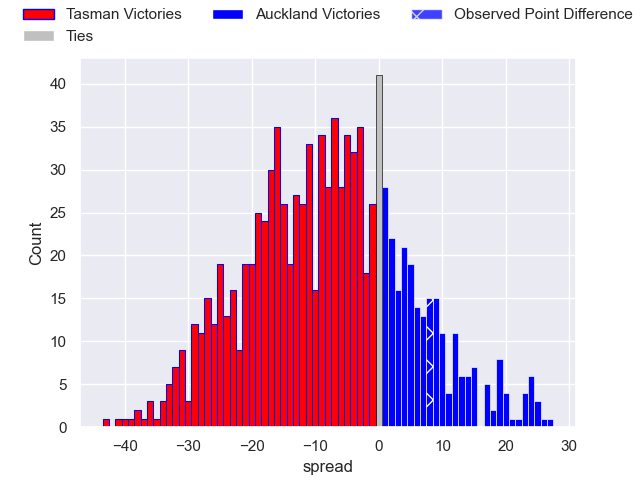 Tasman Victories Auckland Victories Observed Point Difference
Ties
40
35
30
25
20
15
10
5
0
Count
−40 −30 −20 −10 0 10 20 30
spread